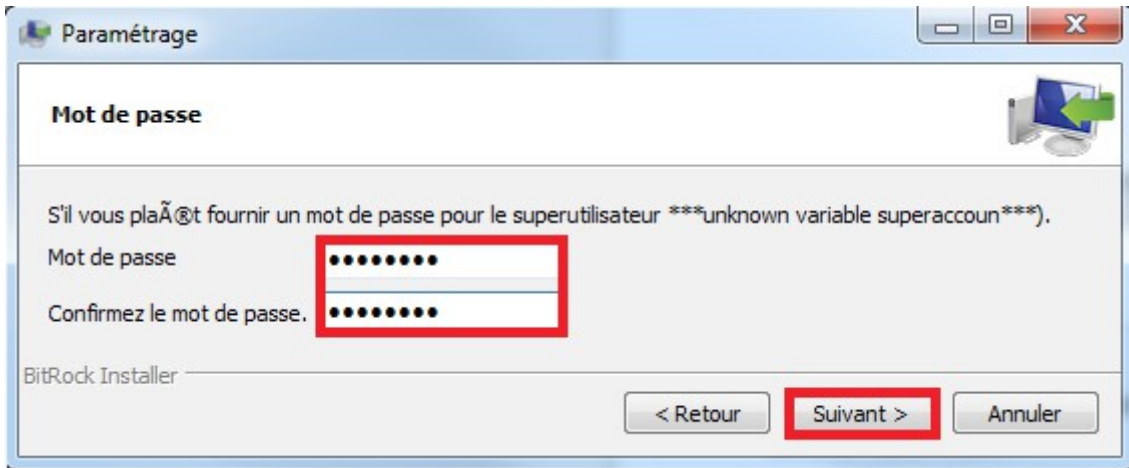 Paramétrage
Mot de passe
S'il vous plaÃ®t fournir un mot de passe pour le superutilisateur ***unknown variable superaccoun***).
Mot de passe ••••••••
Confirmez le mot de passe. ••••••••
BitRock Installer
< Retour Suivant > Annuler